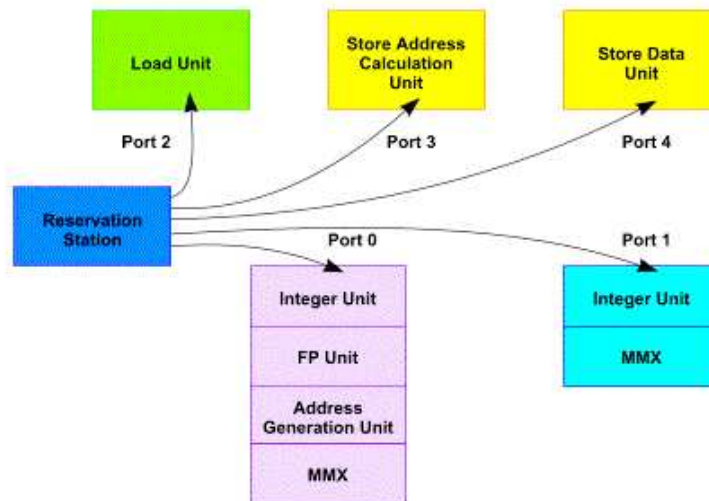 Load Unit
Store Address
Calculation
Unit
Store Data
Unit
Port 2
Port 3
Port 4
Reservation
Station
Port 0
Port 1
Integer Unit
FP Unit
Address
Generation Unit
MMX
Integer Unit
MMX